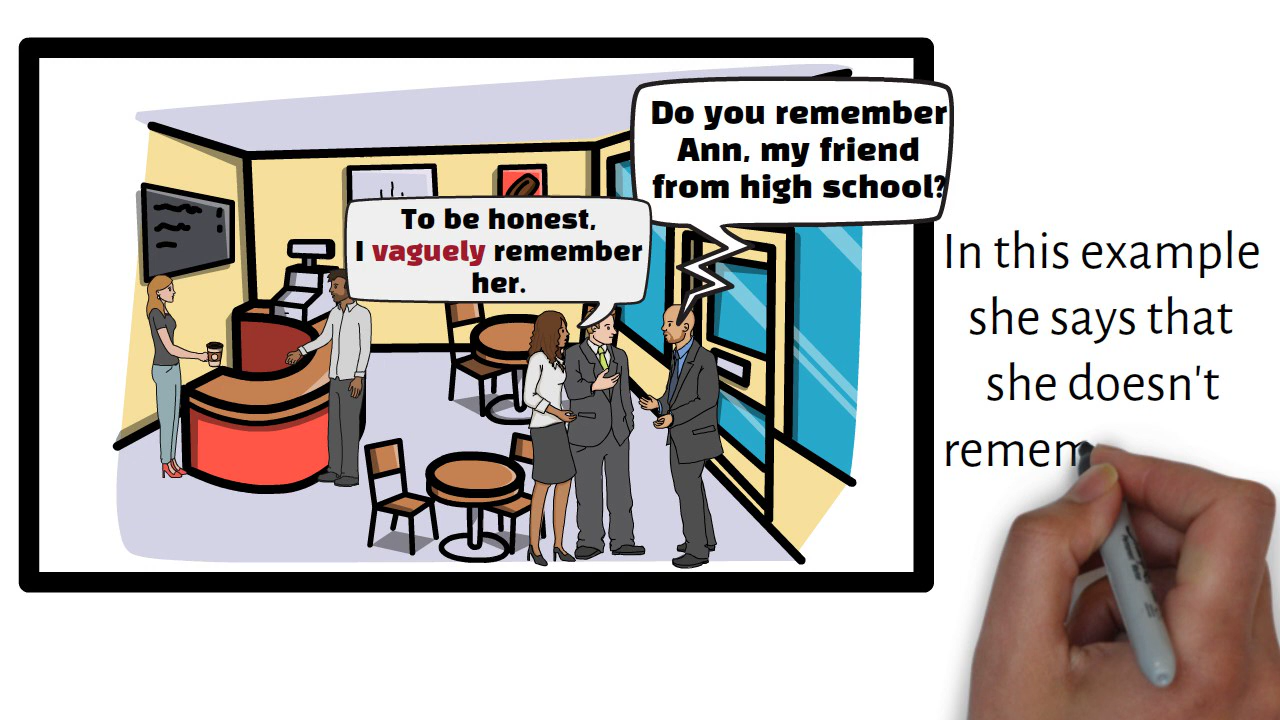 Do you remember
Ann, my friend
from high school?
To be honest,
I vaguely remember
her.
In this example
she says that
she doesn't
remem